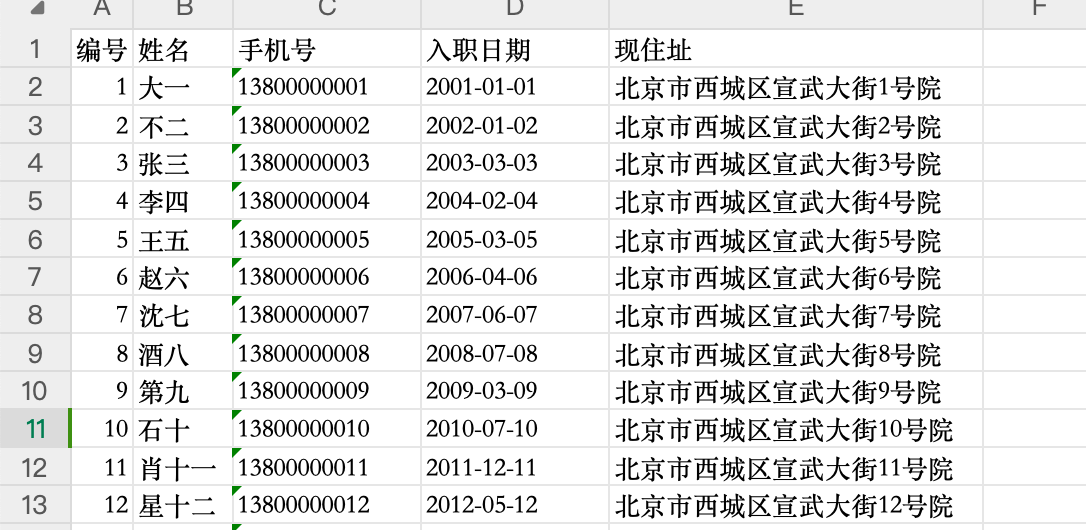 A B C D E F
1 编号 姓名 手机号 入职日期 现住址
2 1 大一 13800000001 2001-01-01 北京市西城区宣武大街1号院
3 2 不二 13800000002 2002-01-02 北京市西城区宣武大街2号院
4 3 张三 13800000003 2003-03-03 北京市西城区宣武大街3号院
5 4 李四 13800000004 2004-02-04 北京市西城区宣武大街4号院
6 5 王五 13800000005 2005-03-05 北京市西城区宣武大街5号院
7 6 赵六 13800000006 2006-04-06 北京市西城区宣武大街6号院
8 7 沈七 13800000007 2007-06-07 北京市西城区宣武大街7号院
9 8 酒八 13800000008 2008-07-08 北京市西城区宣武大街8号院
10 9 第九 13800000009 2009-03-09 北京市西城区宣武大街9号院
11 10 石十 13800000010 2010-07-10 北京市西城区宣武大街10号院
12 11 肖十一 13800000011 2011-12-11 北京市西城区宣武大街11号院
13 12 星十二 13800000012 2012-05-12 北京市西城区宣武大街12号院